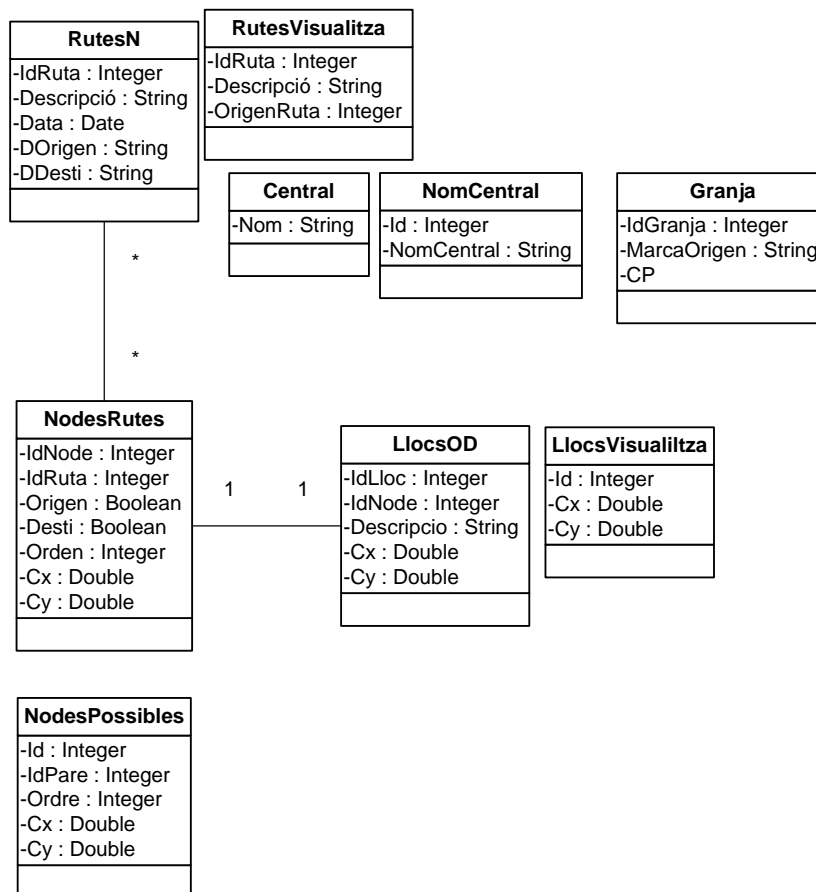 RutesN
-IdRuta : Integer
-Descripció : String
-Data : Date
-DOrigen : String
-DDesti : String
RutesVisualitza
-IdRuta : Integer
-Descripció : String
-OrigenRuta : Integer
Central
-Nom : String
NomCentral
-Id : Integer
-NomCentral : String
Granja
-IdGranja : Integer
-MarcaOrigen : String
-CP
*
*
NodesRutes
-IdNode : Integer
-IdRuta : Integer
-Origen : Boolean
-Desti : Boolean
-Orden : Integer
-Cx : Double
-Cy : Double
1
1
LlocsOD
-IdLloc : Integer
-IdNode : Integer
-Descripcio : String
-Cx : Double
-Cy : Double
LlocsVisualiltza
-Id : Integer
-Cx : Double
-Cy : Double
NodesPossibles
-Id : Integer
-IdPare : Integer
-Ordre : Integer
-Cx : Double
-Cy : Double